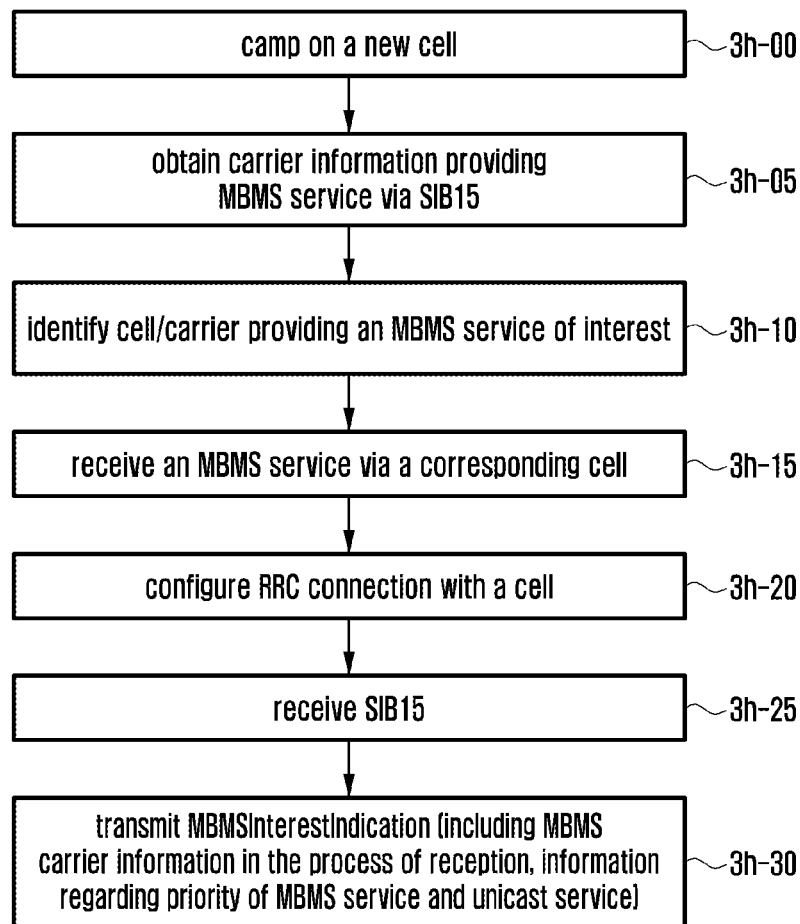 camp on a new cell
3h-00
obtain carrier information providing
MBMS service via SIB15
3h-05
identify cell/carrier providing an MBMS service of interest
3h-10
receive an MBMS service via a corresponding cell
3h-15
configure RRC connection with a cell
3h-20
receive SIB15
3h-25
transmit MBMSInterestIndication (including MBMS
carrier information in the process of reception, information
regarding priority of MBMS service and unicast service)
3h-30